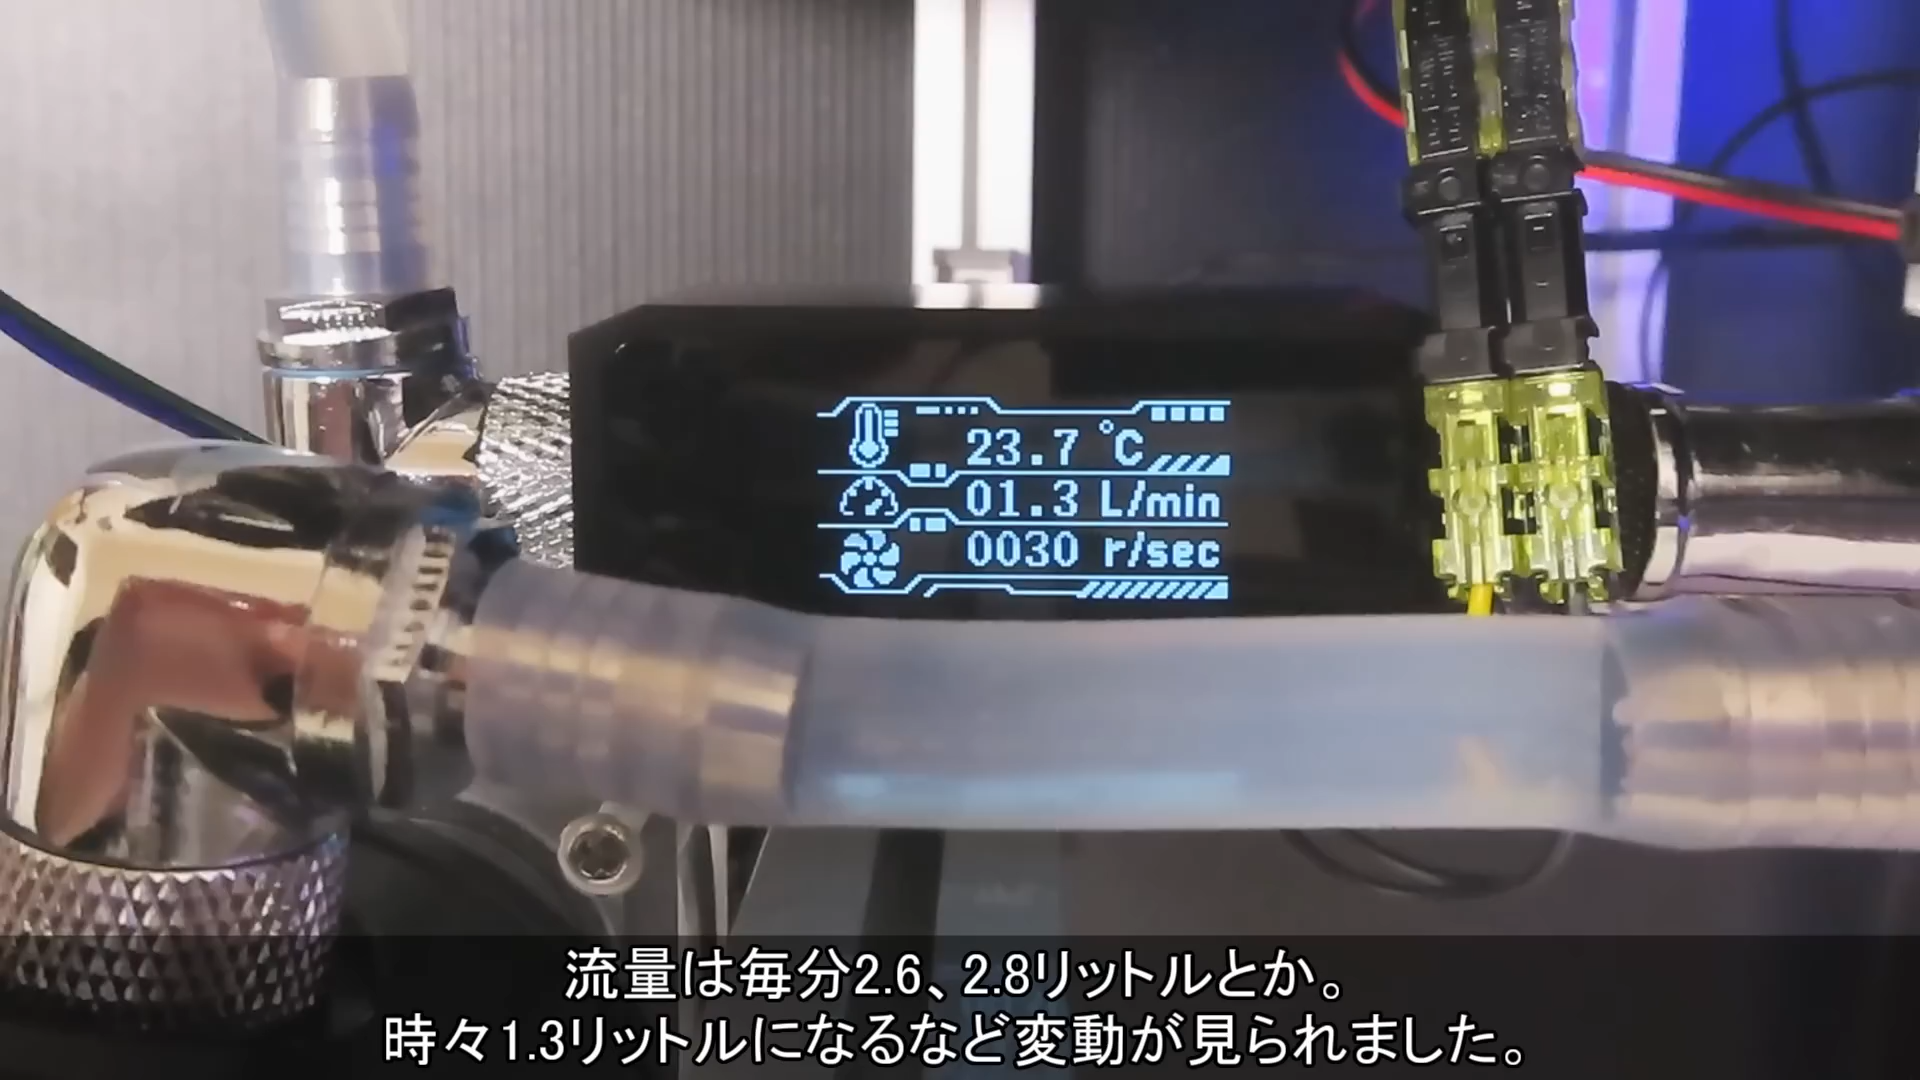 23.7 ℃
01.3 L/min
0030 r/sec
流量は毎分2.6、2.8リットルとか。
時々1.3リットルになるなど変動が見られました。